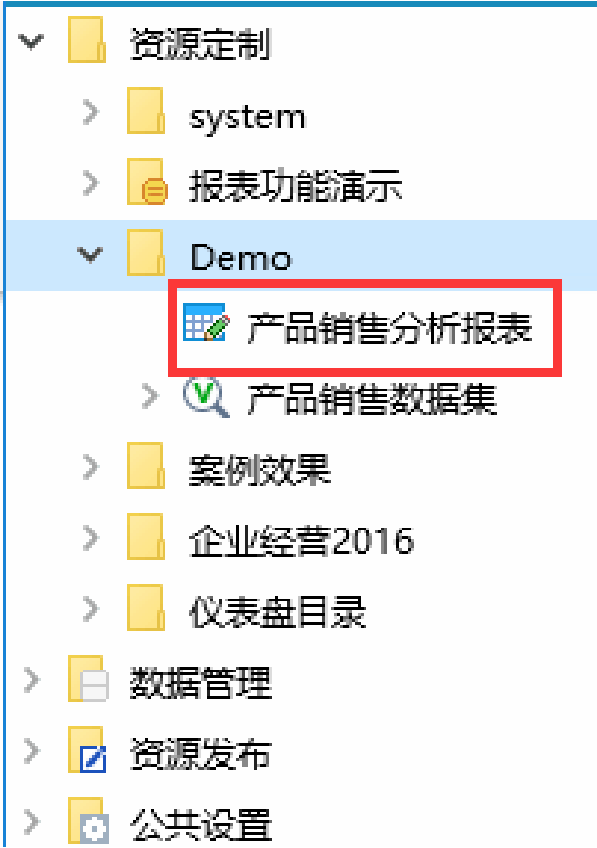 资源定制
system
报表功能演示
Demo
产品销售分析报表
产品销售数据集
案例效果
企业经营2016
仪表盘目录
数据管理
资源发布
公共设置